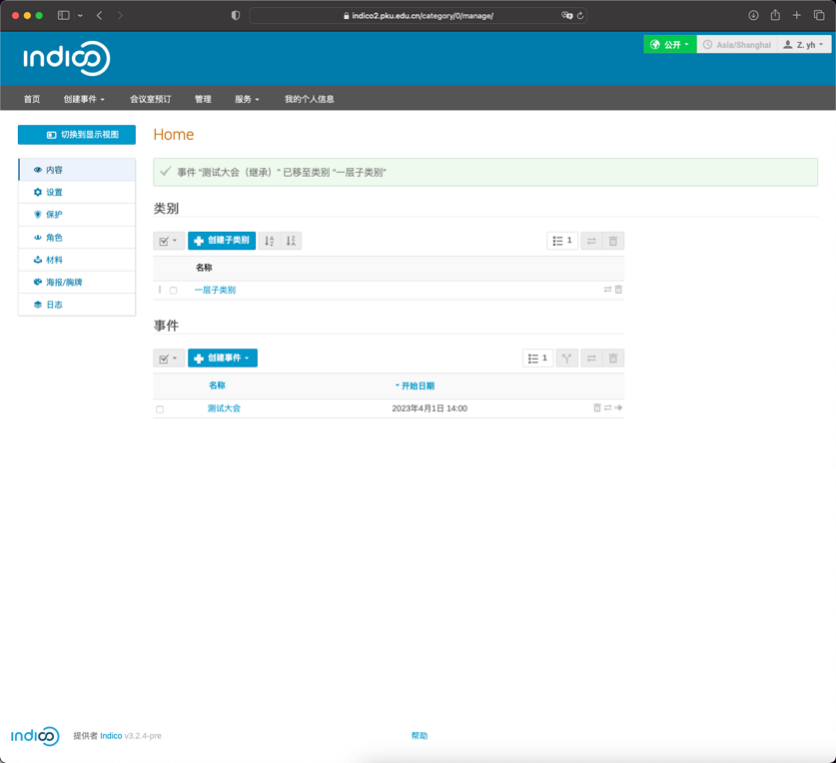 indico2.pku.edu.cn/category/0/manage/
indico
公开
Asia/Shanghai
Z. yh
首页
创建事件
会议室预订
管理
服务
我的个人信息
切换到显示视图
Home
内容
设置
保护
角色
材料
海报/胸牌
日志
事件 "测试大会（继承）" 已移至类别 "一层子类别"
类别
创建子类别
1
名称
一层子类别
事件
创建事件
1
名称
开始日期
测试大会
2023年4月1日 14:00
indico
提供者 Indico v3.2.4-pre
帮助